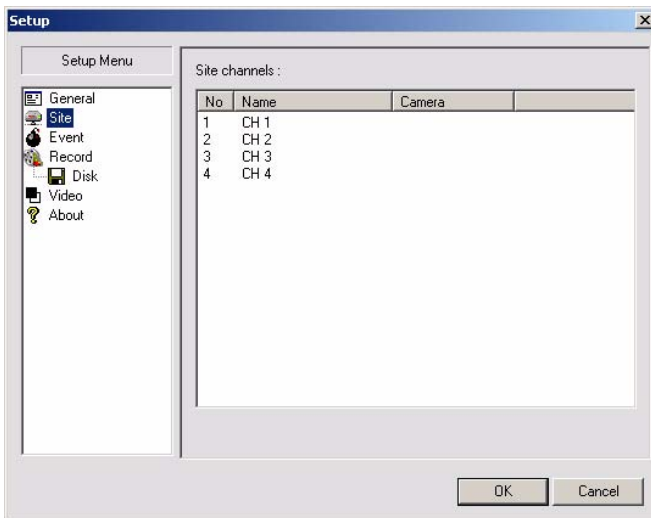 Setup
Setup Menu
General
Site
Event
Record
Disk
Video
About
Site channels :
No Name Camera
1 CH 1
2 CH 2
3 CH 3
4 CH 4
OK Cancel